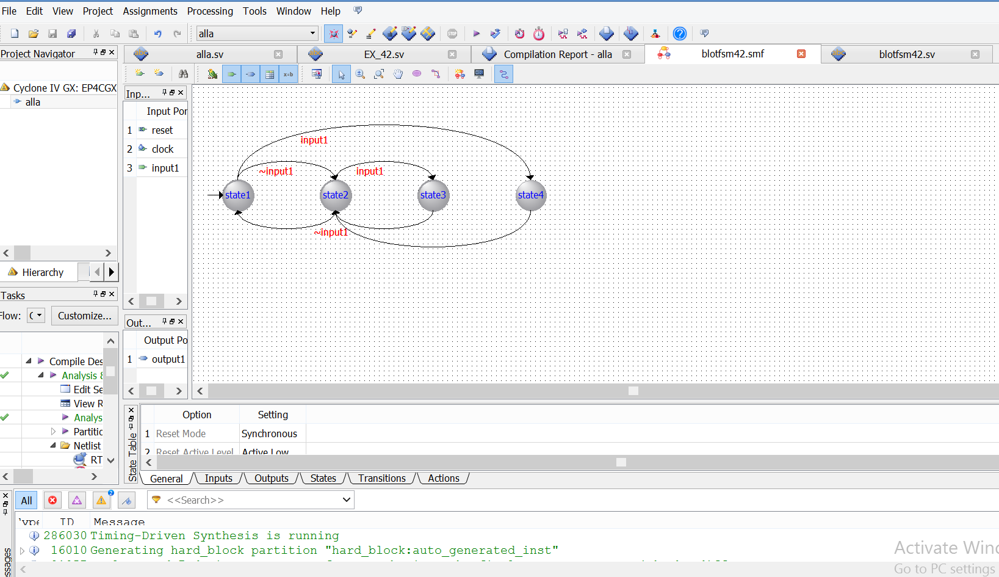 File Edit View Project Assignments Processing Tools Window Help
alla
STOP
Project Navigator
alla.sv
EX_42.sv
Compilation Report - alla
blotfsm42.smf
blotfsm42.sv
Cyclone IV GX: EP4CGX
alla
Inp...
Input Por
1 reset
2 clock
3 input1
input1
~input1
input1
state1
state2
state3
state4
~input1
Hierarchy
Tasks
Flow:
Customize...
Out...
Output Po
1 output1
Compile Des
Analysis &
Edit Se
View R
Analys
Partitic
Netlist
RT
State Table
Option Setting
1 Reset Mode Synchronous
2 Reset Active Level Active Low
General Inputs Outputs States Transitions Actions
All
2
<<Search>>
Type ID Message
286030 Timing-Driven Synthesis is running
16010 Generating hard_block partition "hard_block:auto_generated_inst"
ssages
Activate Wind
Go to PC settings